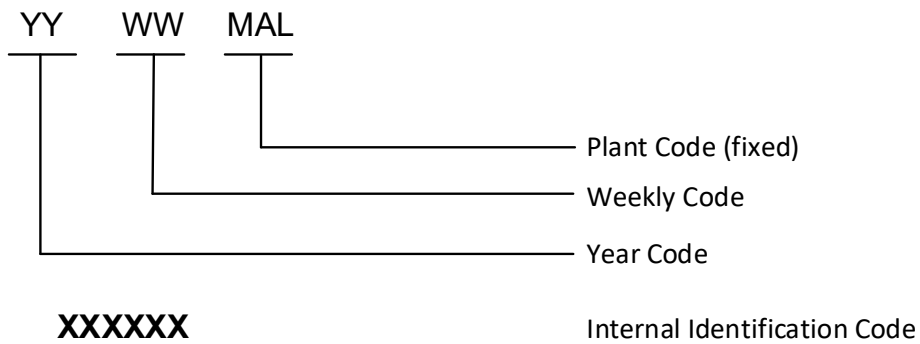 YY WW MAL
Plant Code (fixed)
Weekly Code
Year Code
XXXXXX Internal Identification Code